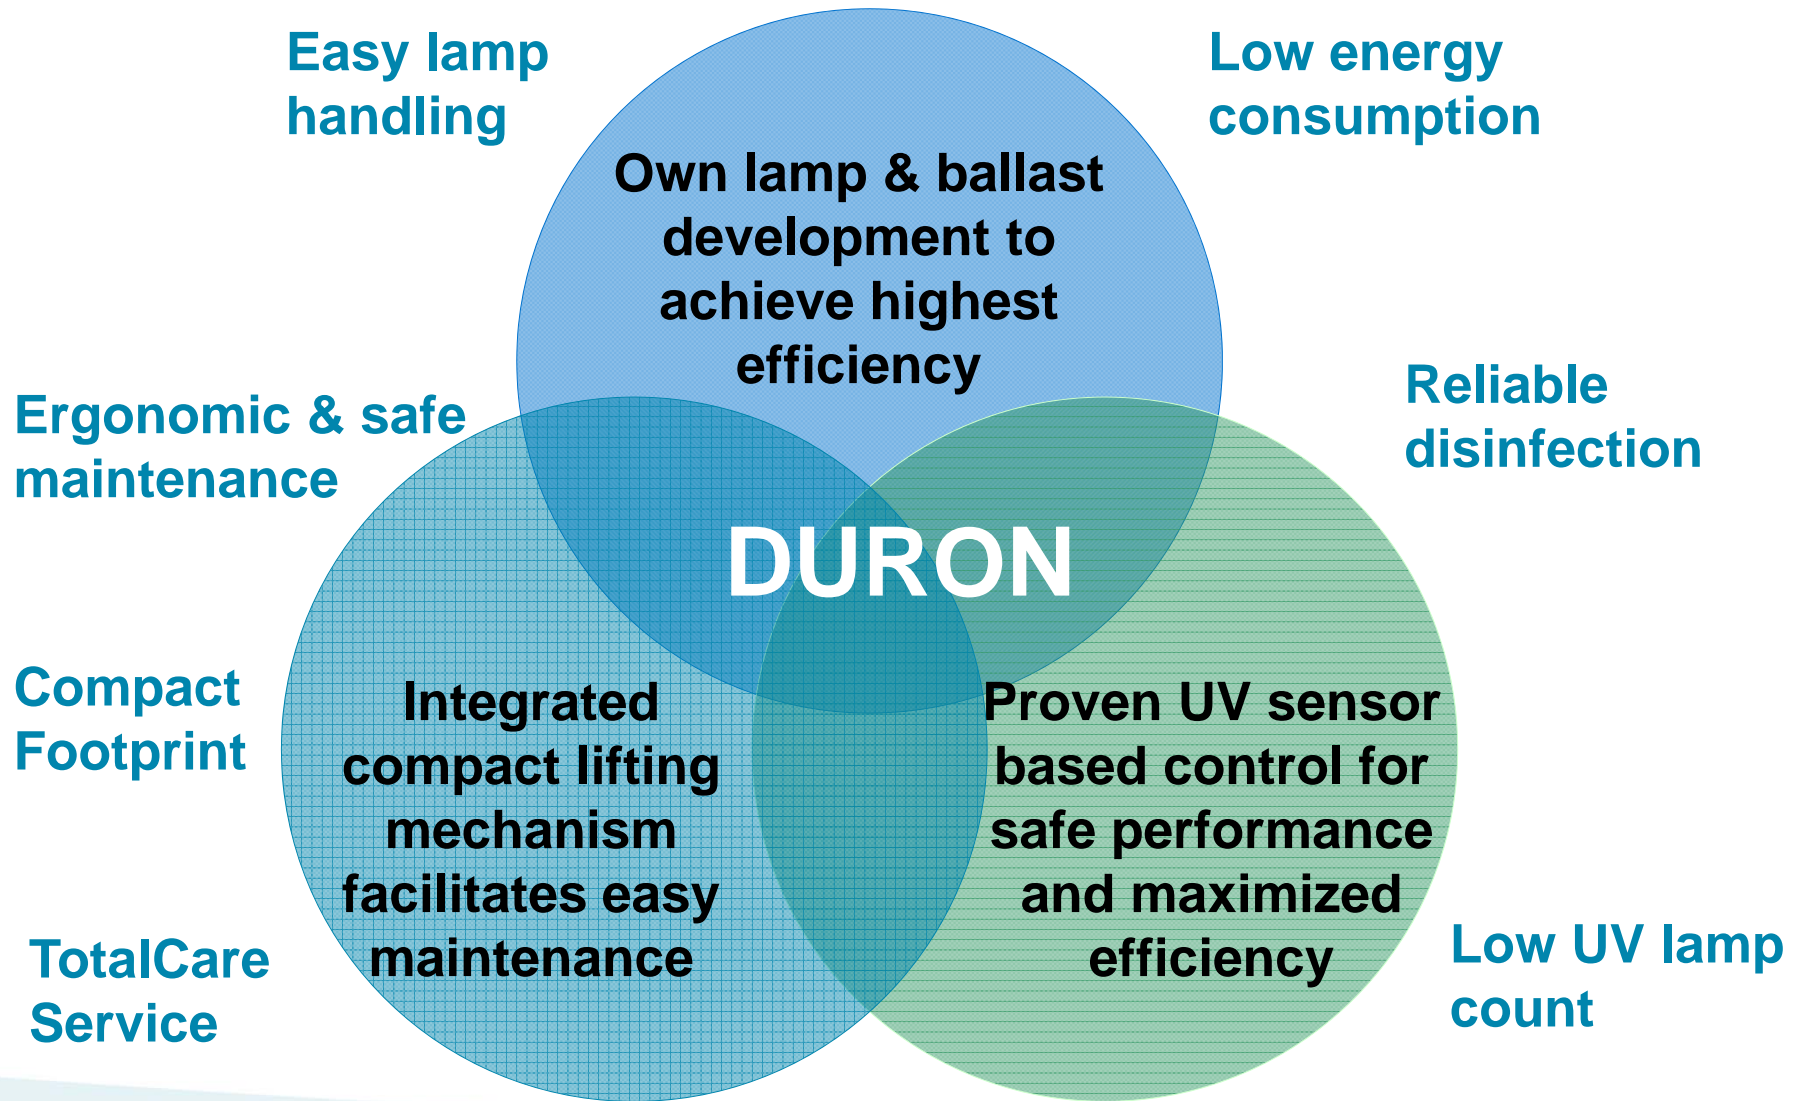 Easy lamp
handling
Low energy
consumption
Own lamp & ballast
development to
achieve highest
efficiency
Ergonomic & safe
maintenance
Reliable
disinfection
DURON
Compact
Footprint
Integrated
compact lifting
mechanism
facilitates easy
maintenance
Proven UV sensor
based control for
safe performance
and maximized
efficiency
TotalCare
Service
Low UV lamp
count